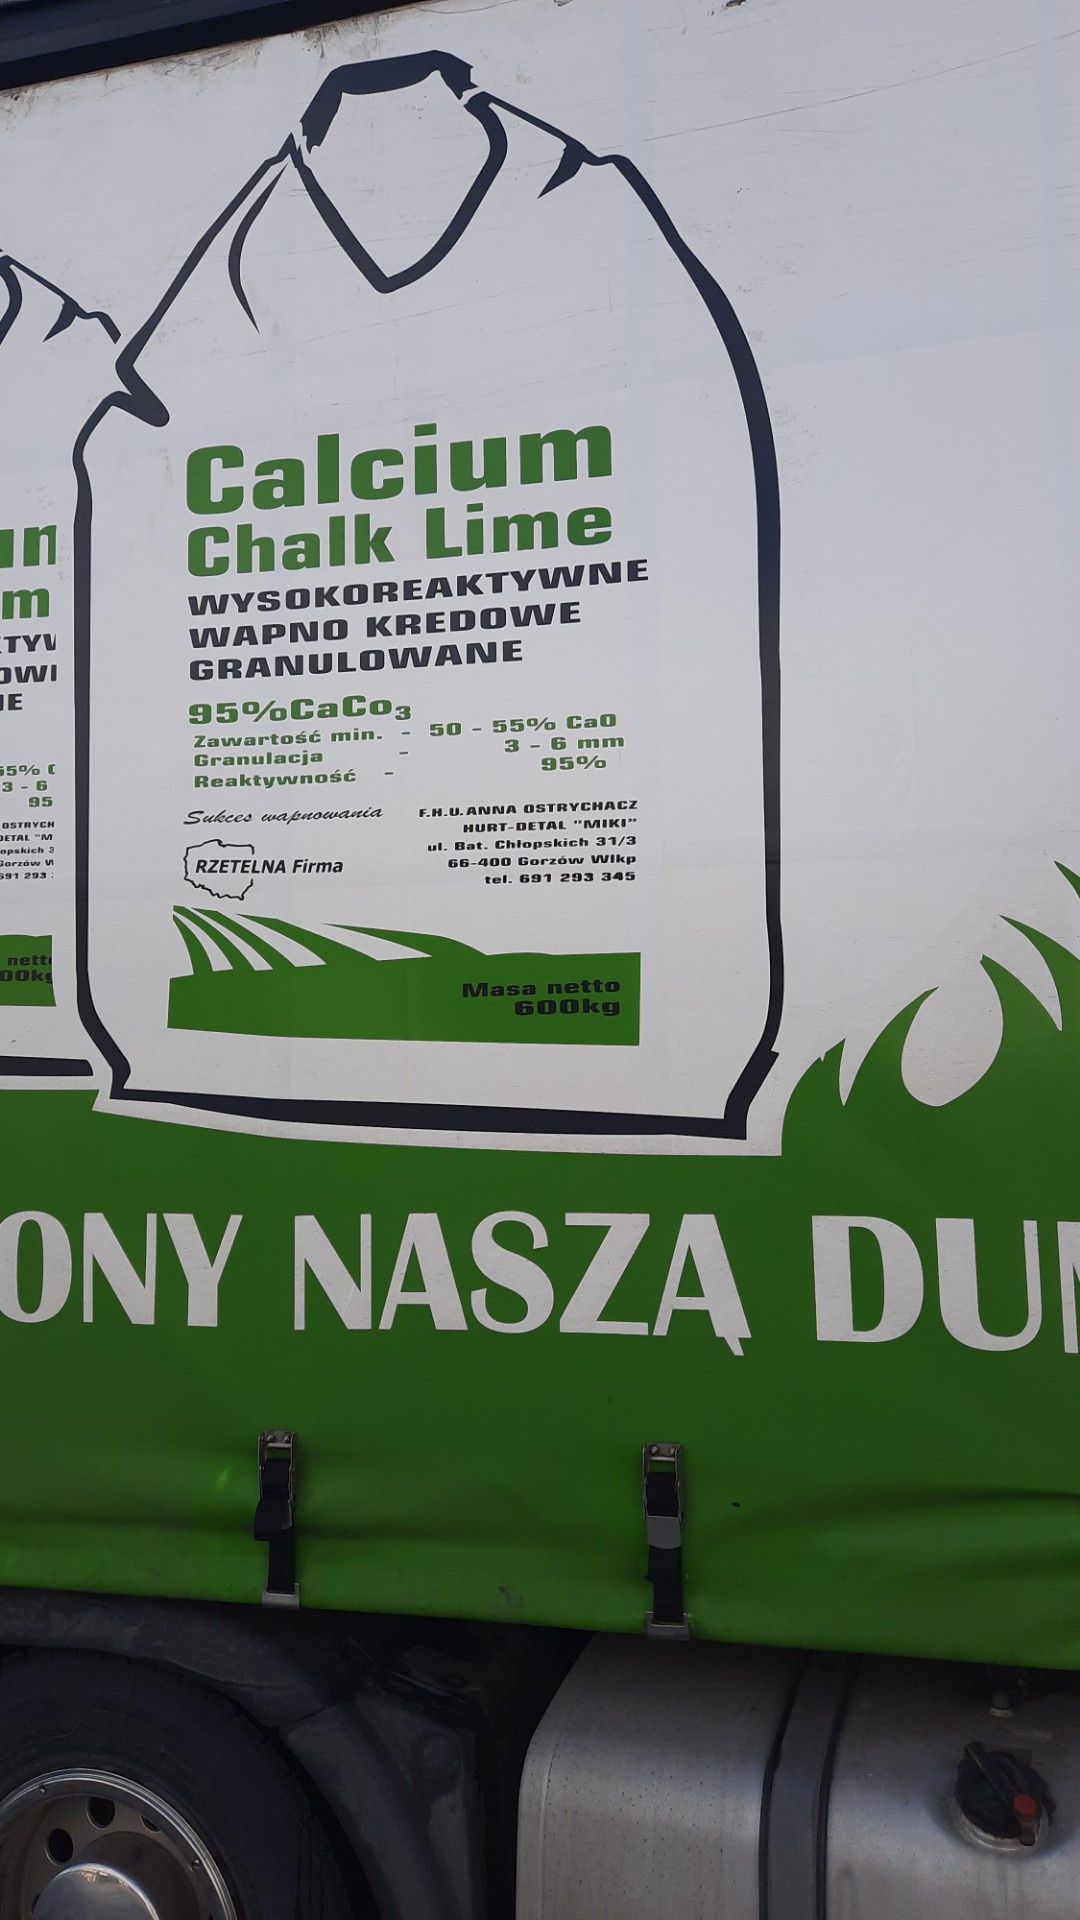 Calcium
Chalk Lime
WYSOKOREAKTYWNE
WAPNO KREDOWE
GRANULOWANE
95%CaCo3
Zawartość min. - 50 - 55% CaO
Granulacja - 3 - 6 mm
Reaktywność - 95%
Sukces wapnowania
RZETELNA Firma
F.H.U. ANNA OSTRYCHACZ
HURT-DETAL "MIKI"
ul. Bat. Chłopskich 31/3
66-400 Gorzów Wlkp
tel. 691 293 345
Masa netto
600kg
ONY NASZĄ DUM